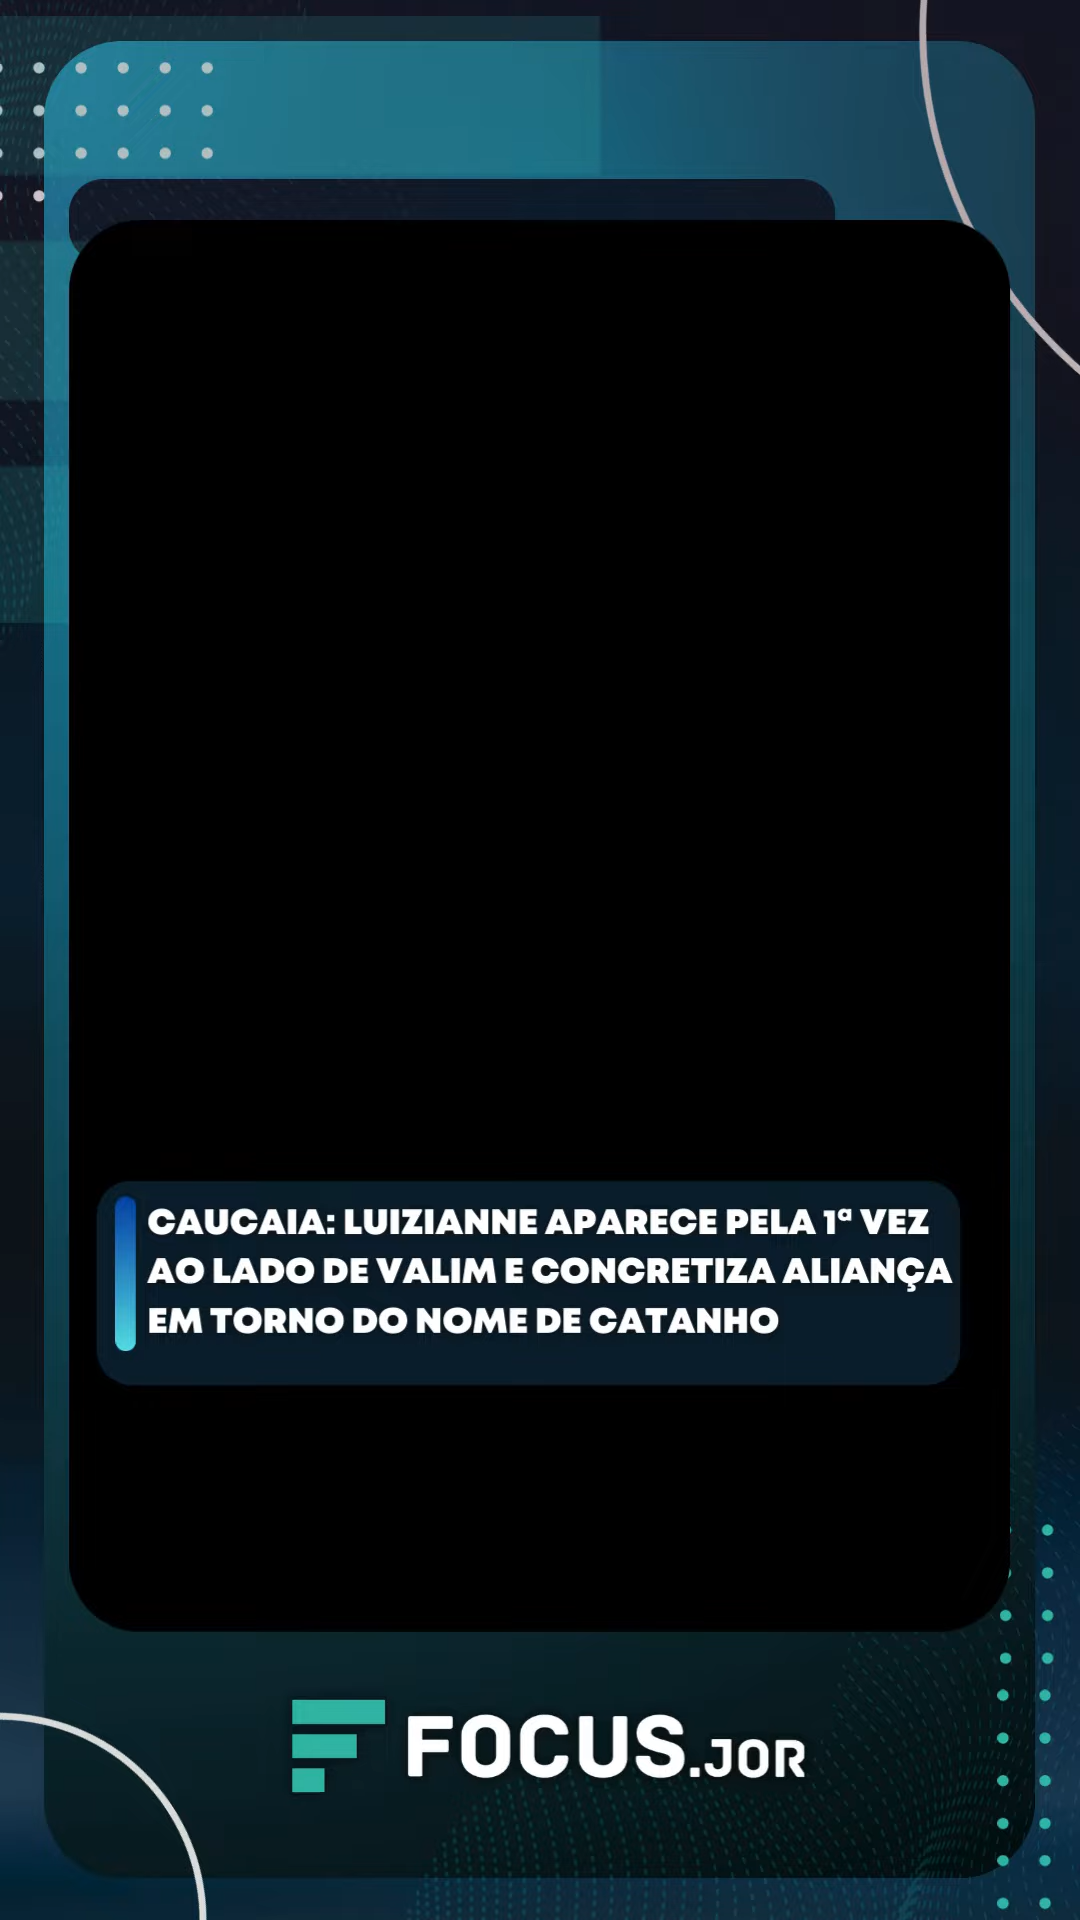 CAUCAIA: LUIZIANNE APARECE PELA 1ª VEZ
AO LADO DE VALIM E CONCRETIZA ALIANÇA
EM TORNO DO NOME DE CATANHO
FOCUS.JOR